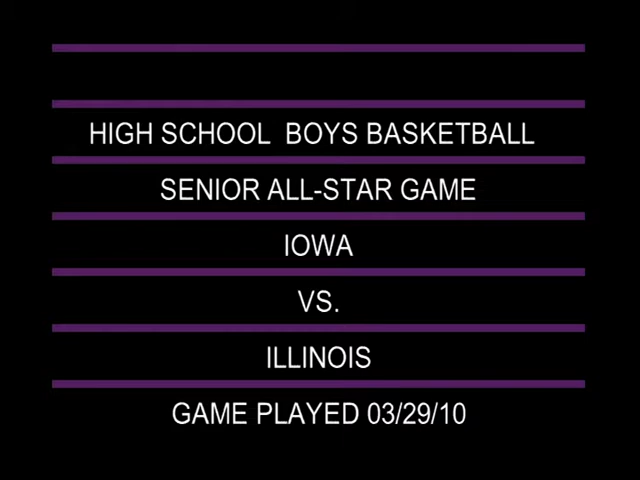 HIGH SCHOOL  BOYS BASKETBALL
SENIOR ALL-STAR GAME
IOWA
VS.
ILLINOIS
GAME PLAYED 03/29/10